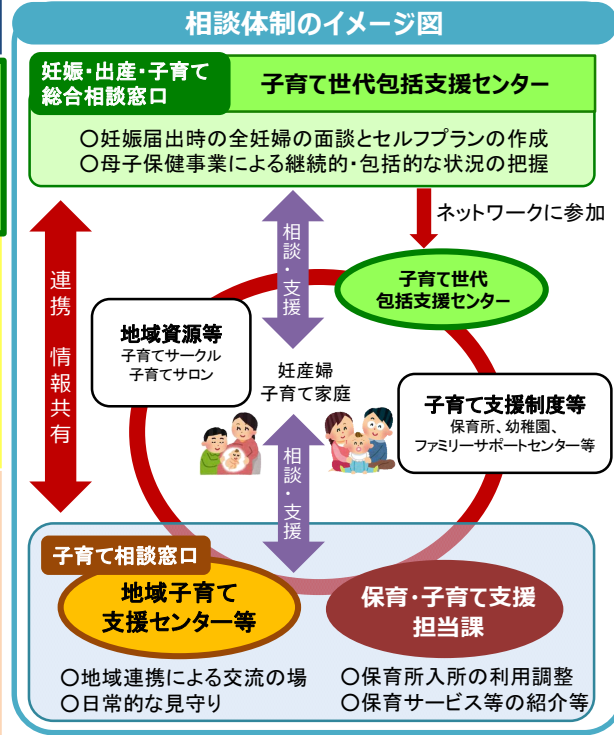 相談体制のイメージ図
妊娠・出産・子育て
総合相談窓口
子育て世代包括支援センター
○妊娠届出時の全妊婦の面談とセルフプランの作成
○母子保健事業による継続的・包括的な状況の把握
連携 情報共有
相談・支援
ネットワークに参加
子育て世代
包括支援センター
地域資源等
子育てサークル
子育てサロン
妊産婦
子育て家庭
子育て支援制度等
保育所、幼稚園、
ファミリーサポートセンター等
相談・支援
子育て相談窓口
地域子育て
支援センター等
保育・子育て支援
担当課
○地域連携による交流の場
○日常的な見守り
○保育所入所の利用調整
○保育サービス等の紹介等